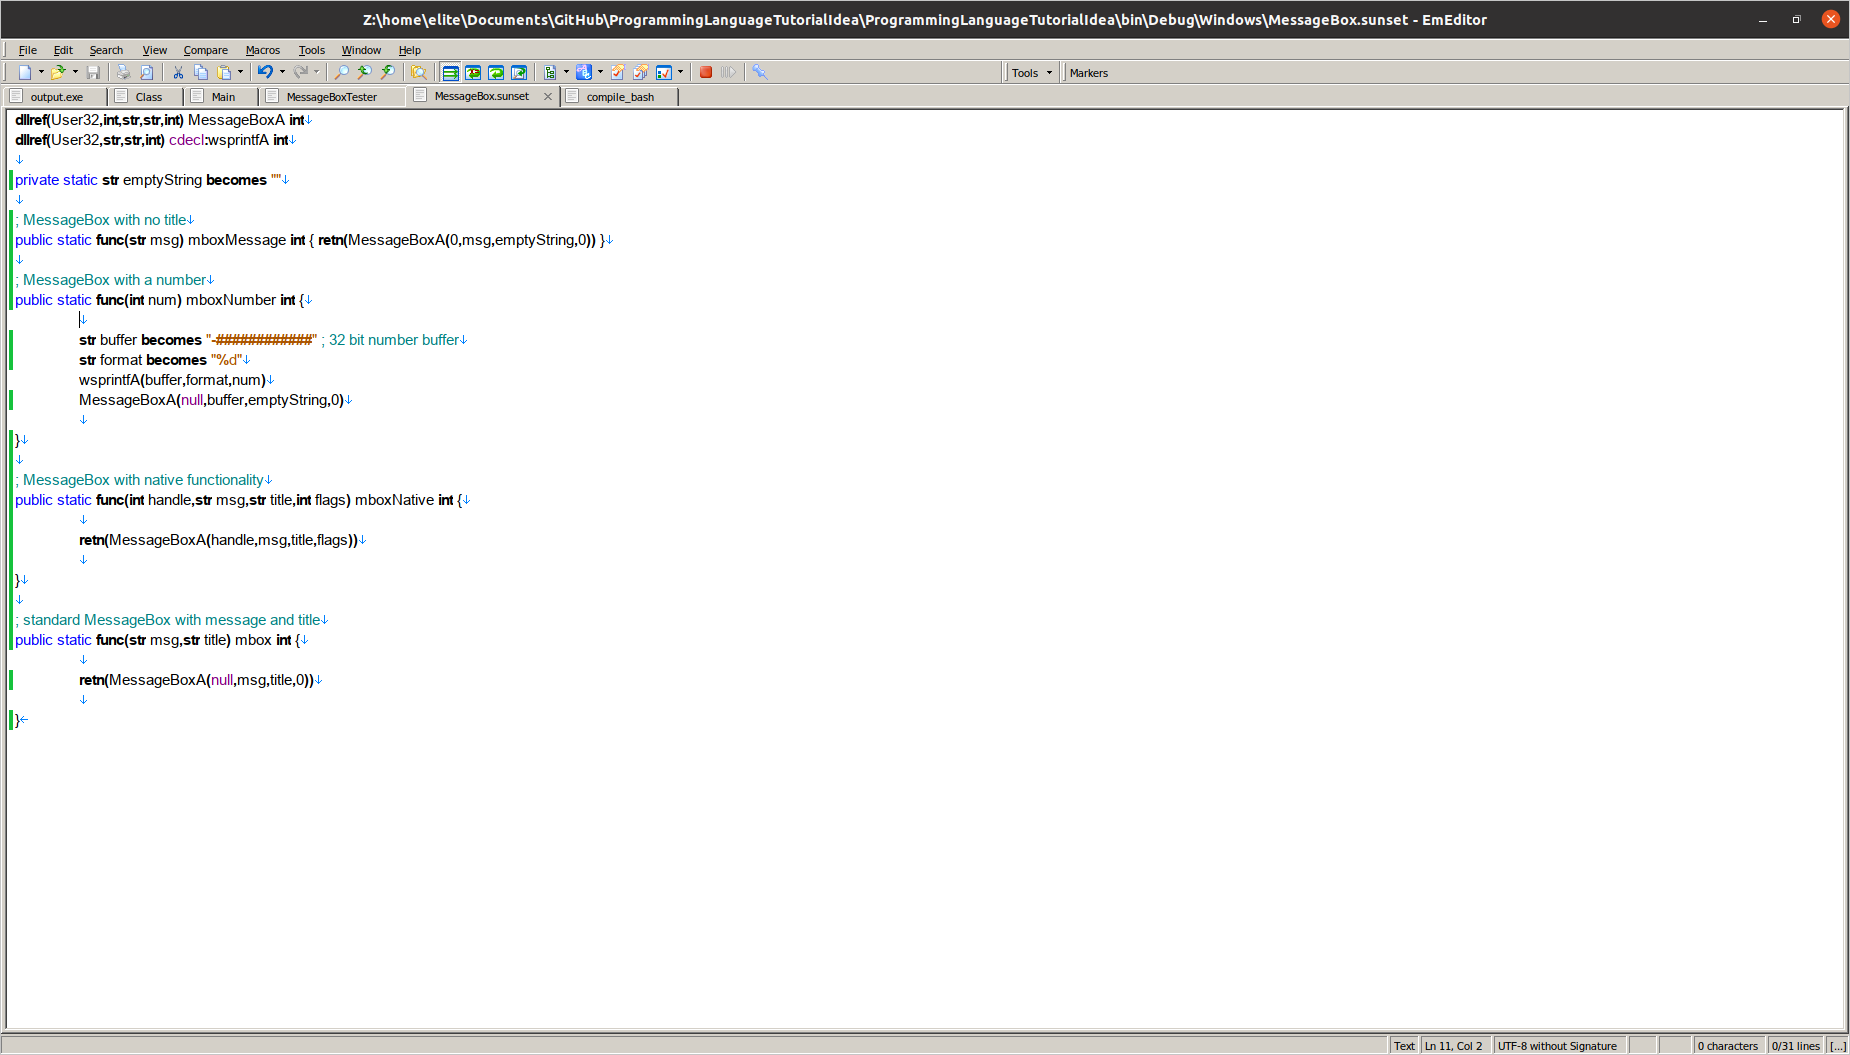 Z:\home\elite\Documents\GitHub\ProgrammingLanguageTutorialIdea\ProgrammingLanguageTutorialIdea\bin\Debug\Windows\MessageBox.sunset - EmEditor
File Edit Search View Compare Macros Tools Window Help
Tools Markers
output.exe Class Main MessageBoxTester MessageBox.sunset compile_bash
dllref(User32,int,str,str,int) MessageBoxA int
dllref(User32,str,str,int) cdecl:wsprintfA int
private static str emptyString becomes ""
; MessageBox with no title
public static func(str msg) mboxMessage int { retn(MessageBoxA(0,msg,emptyString,0)) }
; MessageBox with a number
public static func(int num) mboxNumber int {
str buffer becomes "-############" ; 32 bit number buffer
str format becomes "%d"
wsprintfA(buffer,format,num)
MessageBoxA(null,buffer,emptyString,0)
}
; MessageBox with native functionality
public static func(int handle,str msg,str title,int flags) mboxNative int {
retn(MessageBoxA(handle,msg,title,flags))
}
; standard MessageBox with message and title
public static func(str msg,str title) mbox int {
retn(MessageBoxA(null,msg,title,0))
}
Text Ln 11, Col 2 UTF-8 without Signature 0 characters 0/31 lines [...]